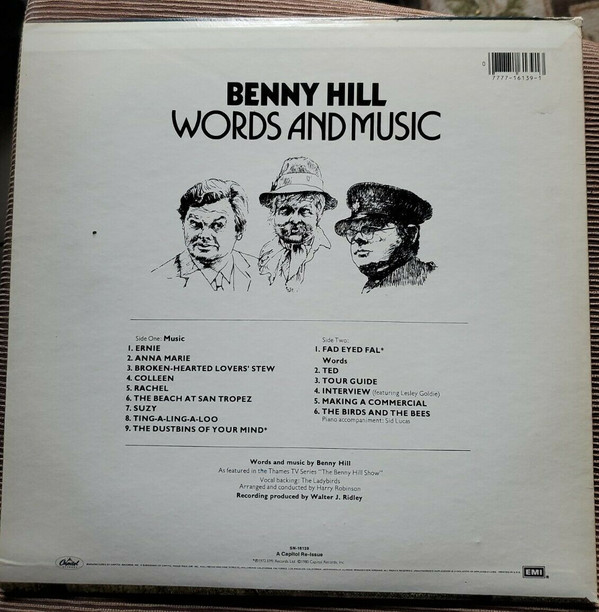 0
7777-16139-1
BENNY HILL
WORDS AND MUSIC
Side One: Music
1. ERNIE
2. ANNA MARIE
3. BROKEN-HEARTED LOVERS' STEW
4. COLLEEN
5. RACHEL
6. THE BEACH AT SAN TROPEZ
7. SUZY
8. TING-A-LING-A-LOO
9. THE DUSTBINS OF YOUR MIND*
Side Two:
1. FAD EYED FAL*
Words
2. TED
3. TOUR GUIDE
4. INTERVIEW (featuring Lesley Goldie)
5. MAKING A COMMERCIAL
6. THE BIRDS AND THE BEES
Piano accompaniment: Sid Lucas
Words and music by Benny Hill
As featured in the Thames TV Series "The Benny Hill Show"
Vocal backing: The Ladybirds
Arranged and conducted by Harry Robinson
Recording produced by Walter J. Ridley
SN-16139
A Capitol Re-issue
Capitol
EMI